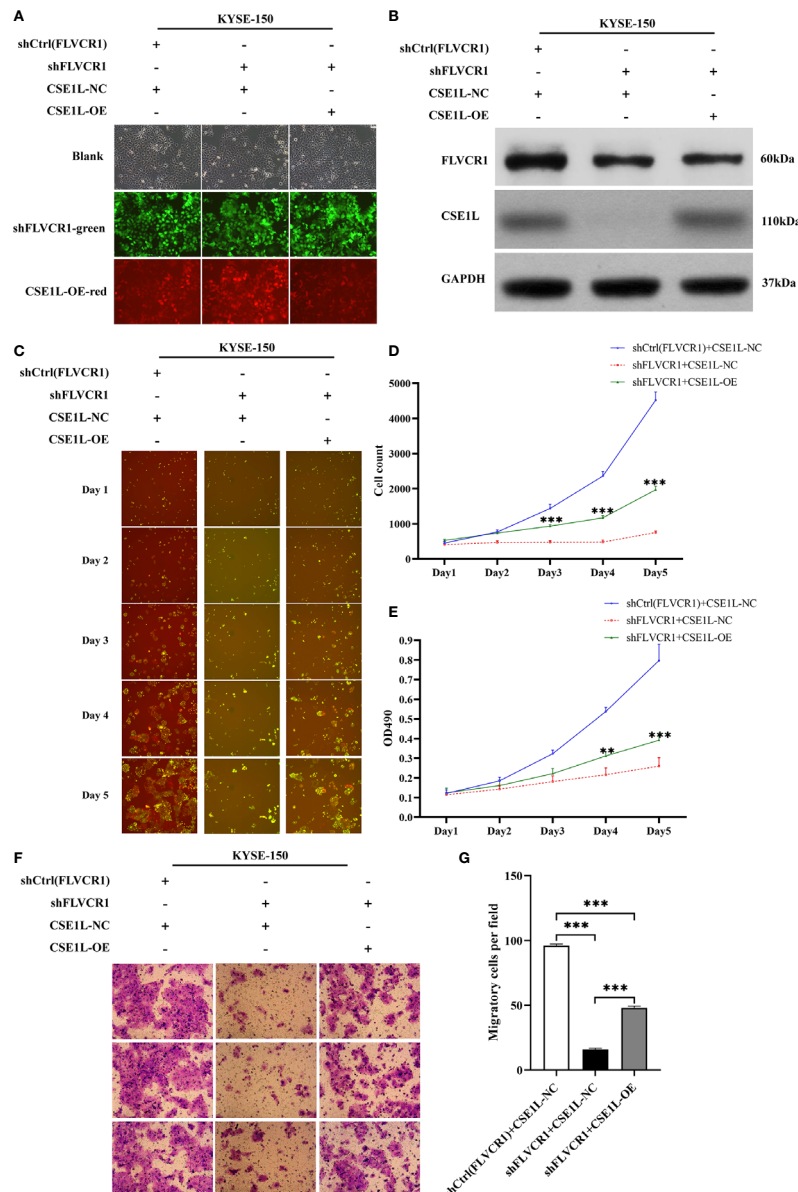 A
KYSE-150
shCtrl(FLVCR1) + - -
shFLVCR1 - + +
CSE1L-NC + + -
CSE1L-OE - - +
Blank
shFLVCR1-green
CSE1L-OE-red
B
KYSE-150
shCtrl(FLVCR1) + - -
shFLVCR1 - + +
CSE1L-NC + + -
CSE1L-OE - - +
FLVCR1 60kDa
CSE1L 110kDa
GAPDH 37kDa
C
KYSE-150
shCtrl(FLVCR1) + - -
shFLVCR1 - + +
CSE1L-NC + + -
CSE1L-OE - - +
Day 1
Day 2
Day 3
Day 4
Day 5
D
shCtrl(FLVCR1)+CSE1L-NC
shFLVCR1+CSE1L-NC
shFLVCR1+CSE1L-OE
Cell count
5000
4000
3000
2000
1000
0
*** *** ***
Day1 Day2 Day3 Day4 Day5
E
shCtrl(FLVCR1)+CSE1L-NC
shFLVCR1+CSE1L-NC
shFLVCR1+CSE1L-OE
OD490
0.9
0.8
0.7
0.6
0.5
0.4
0.3
0.2
0.1
0.0
** ***
Day1 Day2 Day3 Day4 Day5
F
KYSE-150
shCtrl(FLVCR1) + - -
shFLVCR1 - + +
CSE1L-NC + + -
CSE1L-OE - - +
G
Migratory cells per field
150
100
50
0
***
***
***
hCtrl(FLVCR1)+CSE1L-NC
shFLVCR1+CSE1L-NC
shFLVCR1+CSE1L-OE